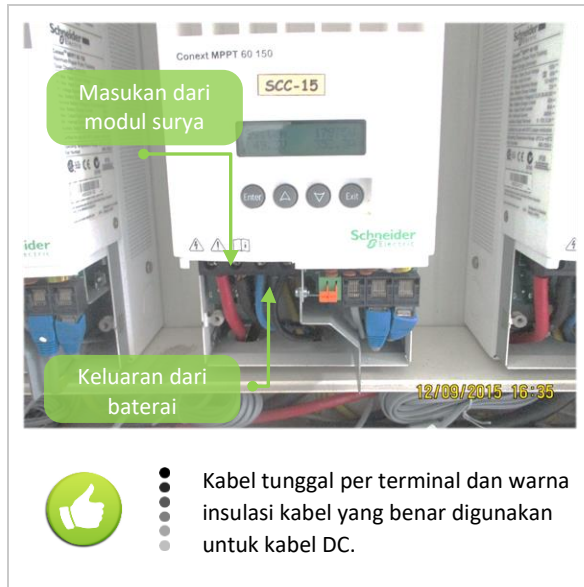 Schneider
Conext MPPT 60 150
SCC-15
Masukan dari
modul surya
Enter
Exit
Schneider
Electric
Keluaran dari
baterai
12/09/2015 16:35
Kabel tunggal per terminal dan warna
insulasi kabel yang benar digunakan
untuk kabel DC.